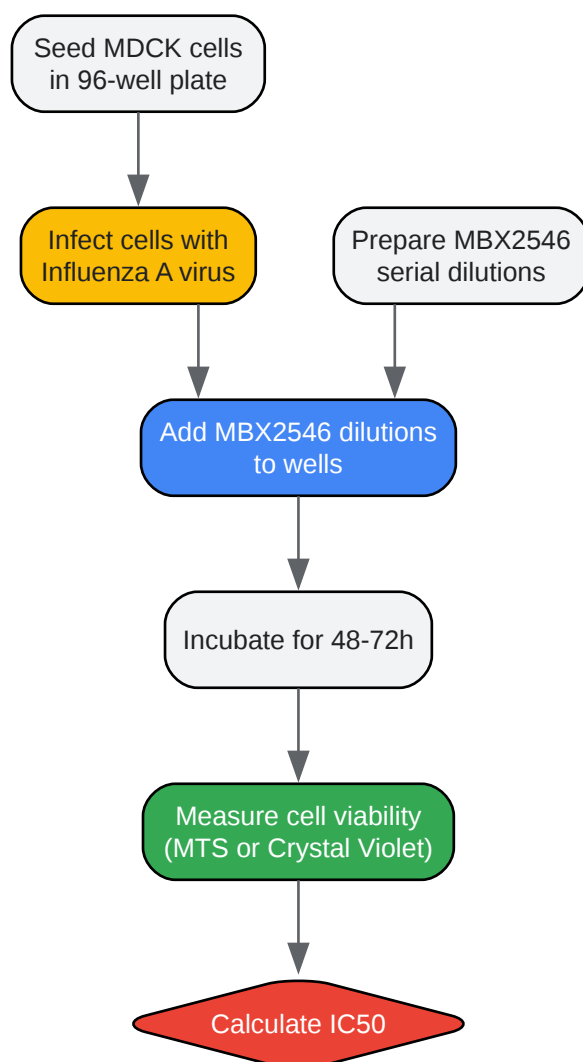 Seed MDCK cells
in 96-well plate
Infect cells with
Influenza A virus
Prepare MBX2546
serial dilutions
Add MBX2546 dilutions
to wells
Incubate for 48-72h
Measure cell viability
(MTS or Crystal Violet)
Calculate IC50